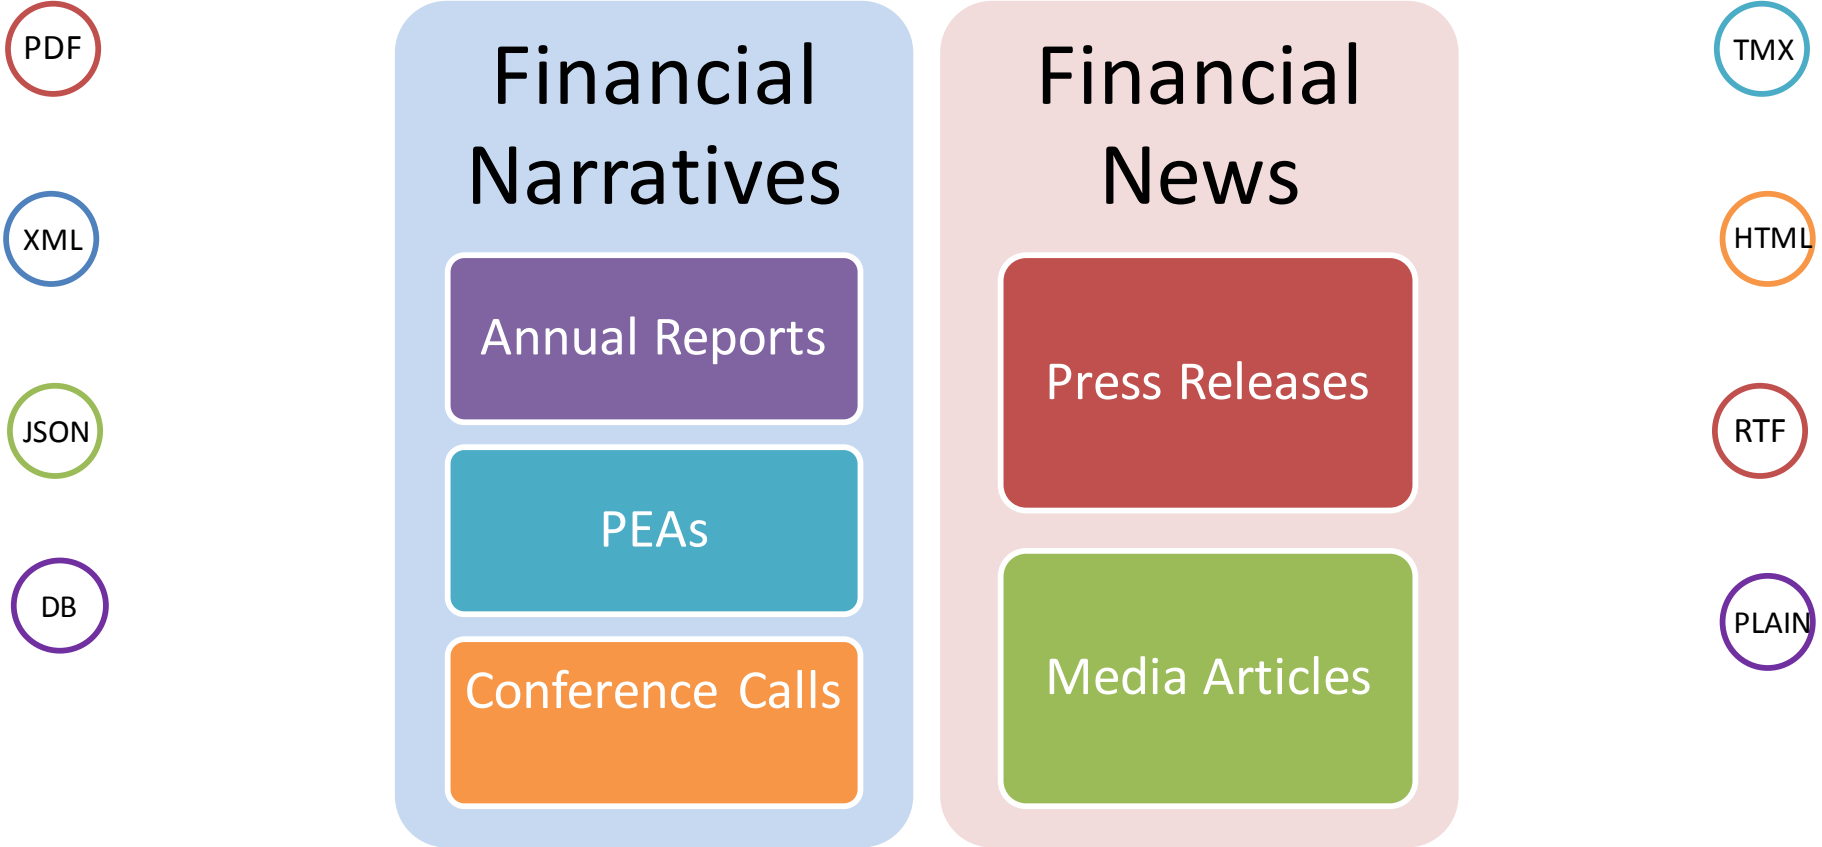 PDF
XML
JSON
DB
Financial
Narratives
Annual Reports
PEAs
Conference Calls
Financial
News
Press Releases
Media Articles
TMX
HTML
RTF
PLAIN